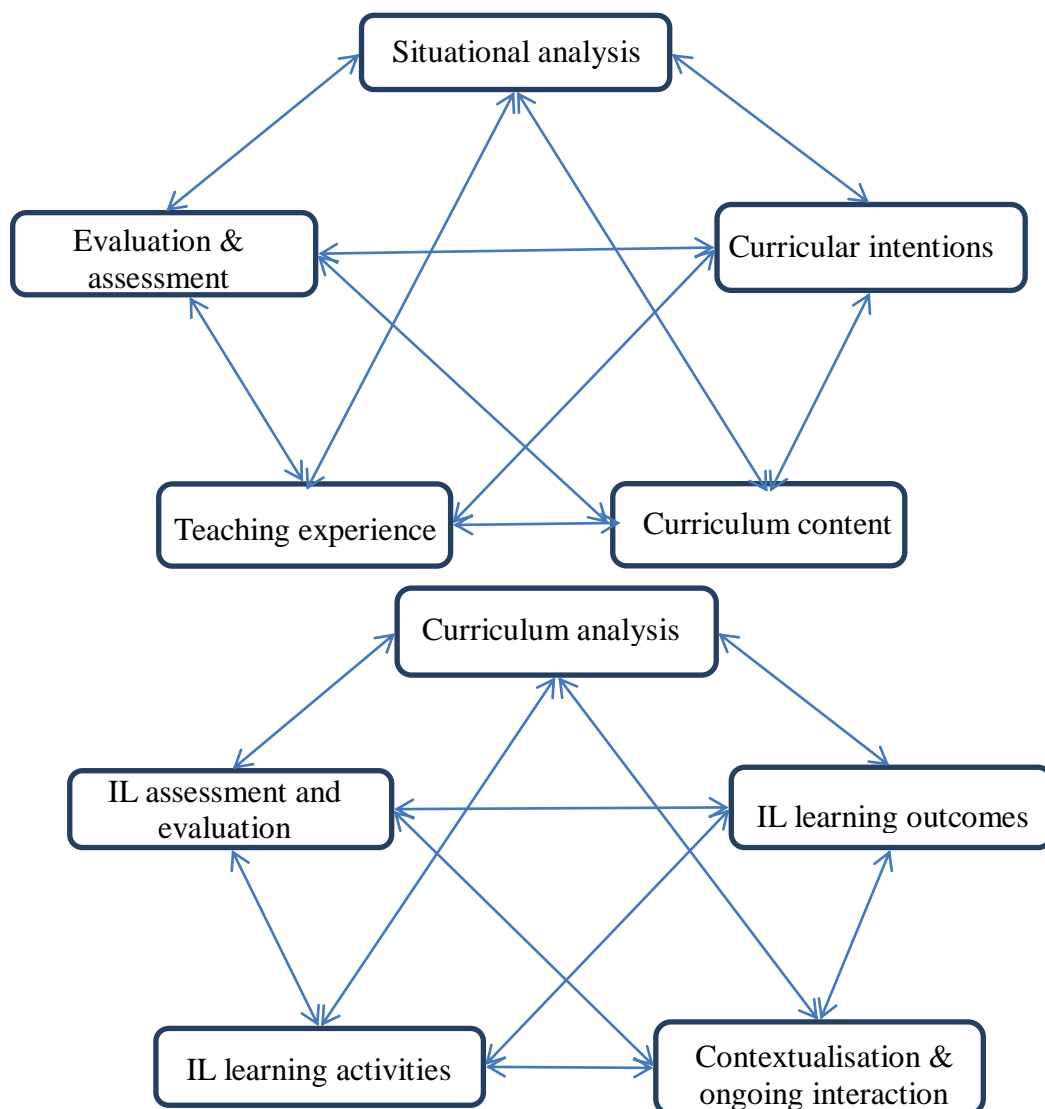 Situational analysis
Evaluation &
assessment
Curricular intentions
Teaching experience
Curriculum content
Curriculum analysis
IL assessment and
evaluation
IL learning outcomes
IL learning activities
Contextualisation &
ongoing interaction